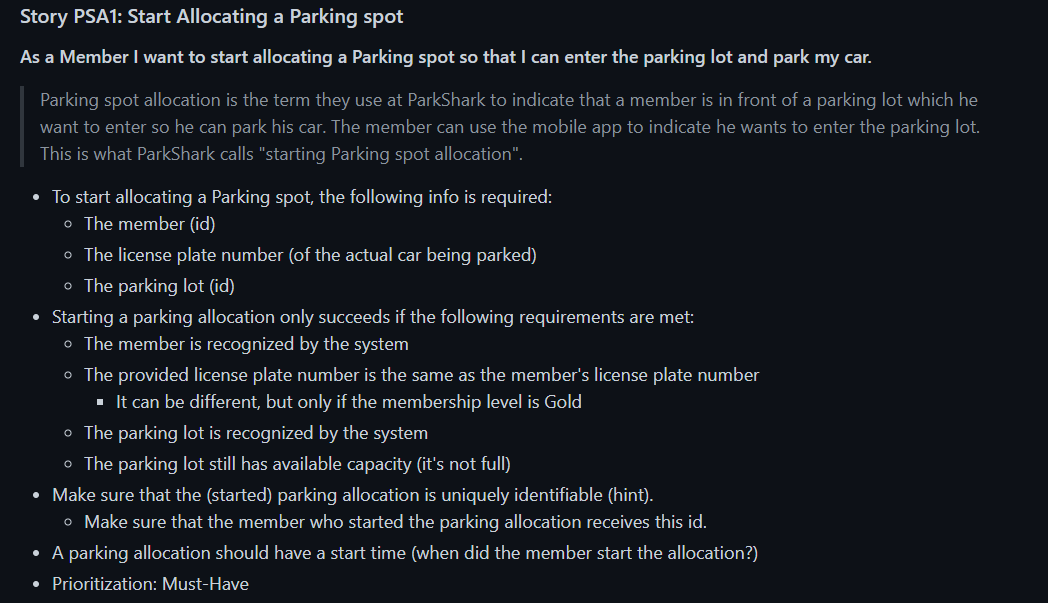 Story PSA1: Start Allocating a Parking spot
As a Member I want to start allocating a Parking spot so that I can enter the parking lot and park my car.
Parking spot allocation is the term they use at ParkShark to indicate that a member is in front of a parking lot which he
want to enter so he can park his car. The member can use the mobile app to indicate he wants to enter the parking lot.
This is what ParkShark calls "starting Parking spot allocation".
To start allocating a Parking spot, the following info is required:
The member (id)
The license plate number (of the actual car being parked)
The parking lot (id)
Starting a parking allocation only succeeds if the following requirements are met:
The member is recognized by the system
The provided license plate number is the same as the member's license plate number
It can be different, but only if the membership level is Gold
The parking lot is recognized by the system
The parking lot still has available capacity (it's not full)
Make sure that the (started) parking allocation is uniquely identifiable (hint).
Make sure that the member who started the parking allocation receives this id.
A parking allocation should have a start time (when did the member start the allocation?)
Prioritization: Must-Have